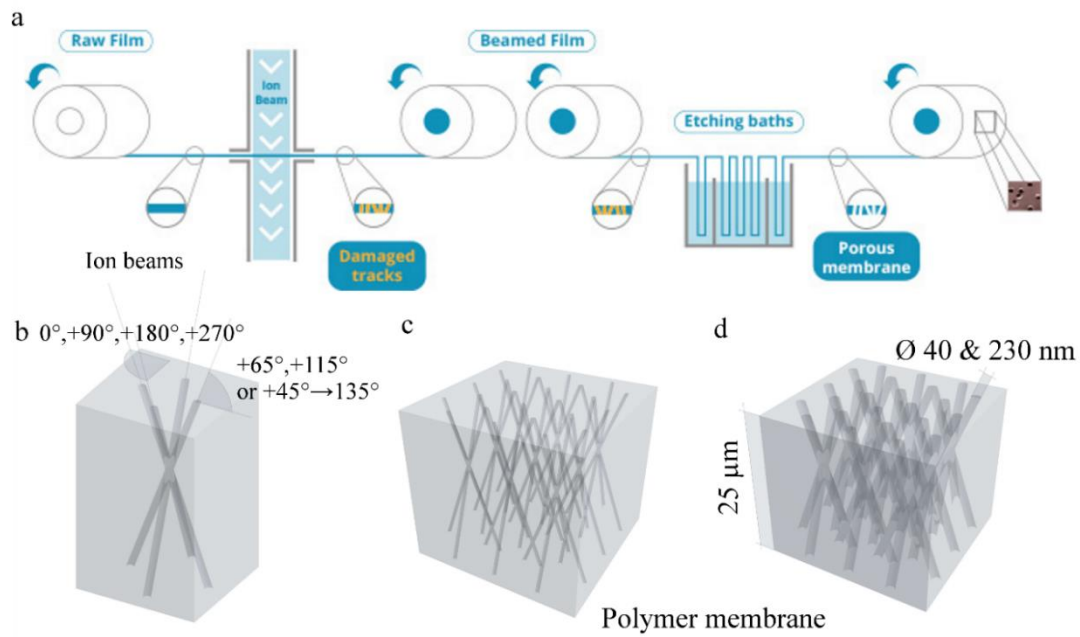 a
Raw Film
Beamed Film
Ion
Beam
Etching baths
Damaged
tracks
Porous
membrane
Ion beams
b
0°,+90°,+180°,+270°
+65°,+115°
or +45°→135°
c
d
Ø 40 & 230 nm
25 µm
Polymer membrane